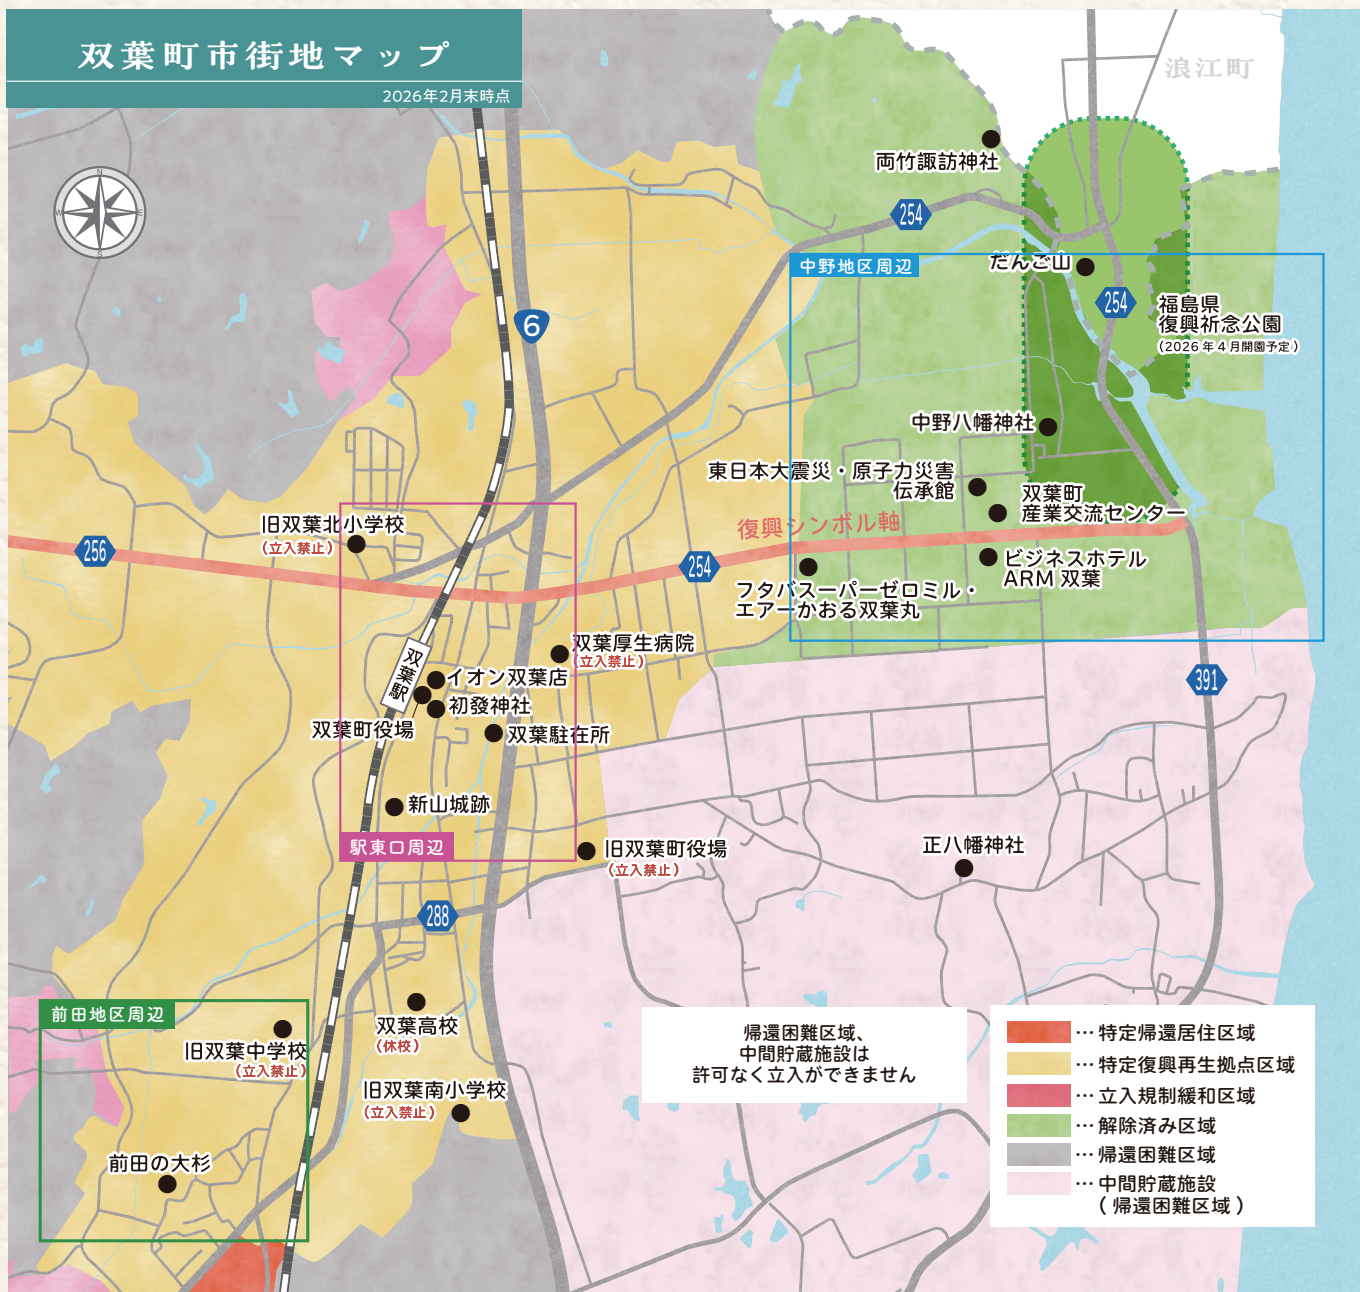 双葉町市街地マップ
2026年2月末時点
浪江町
N
W
E
S
両竹諏訪神社
254
中野地区周辺
だんご山
254
福島県
復興祈念公園
(2026年4月開園予定)
6
中野八幡神社
東日本大震災・原子力災害
伝承館
双葉町
産業交流センター
旧双葉北小学校
(立入禁止)
復興シンボル軸
256
254
ビジネスホテル
ARM 双葉
フタバスーパーゼロミル・
エアーかおる双葉丸
双葉厚生病院
(立入禁止)
双葉駅
イオン双葉店
初發神社
双葉町役場
双葉駐在所
391
新山城跡
駅東口周辺
旧双葉町役場
(立入禁止)
正八幡神社
288
前田地区周辺
双葉高校
(休校)
旧双葉中学校
(立入禁止)
旧双葉南小学校
(立入禁止)
前田の大杉
帰還困難区域、
中間貯蔵施設は
許可なく立入ができません
…特定帰還居住区域
…特定復興再生拠点区域
…立入規制緩和区域
…解除済み区域
…帰還困難区域
…中間貯蔵施設
(帰還困難区域)